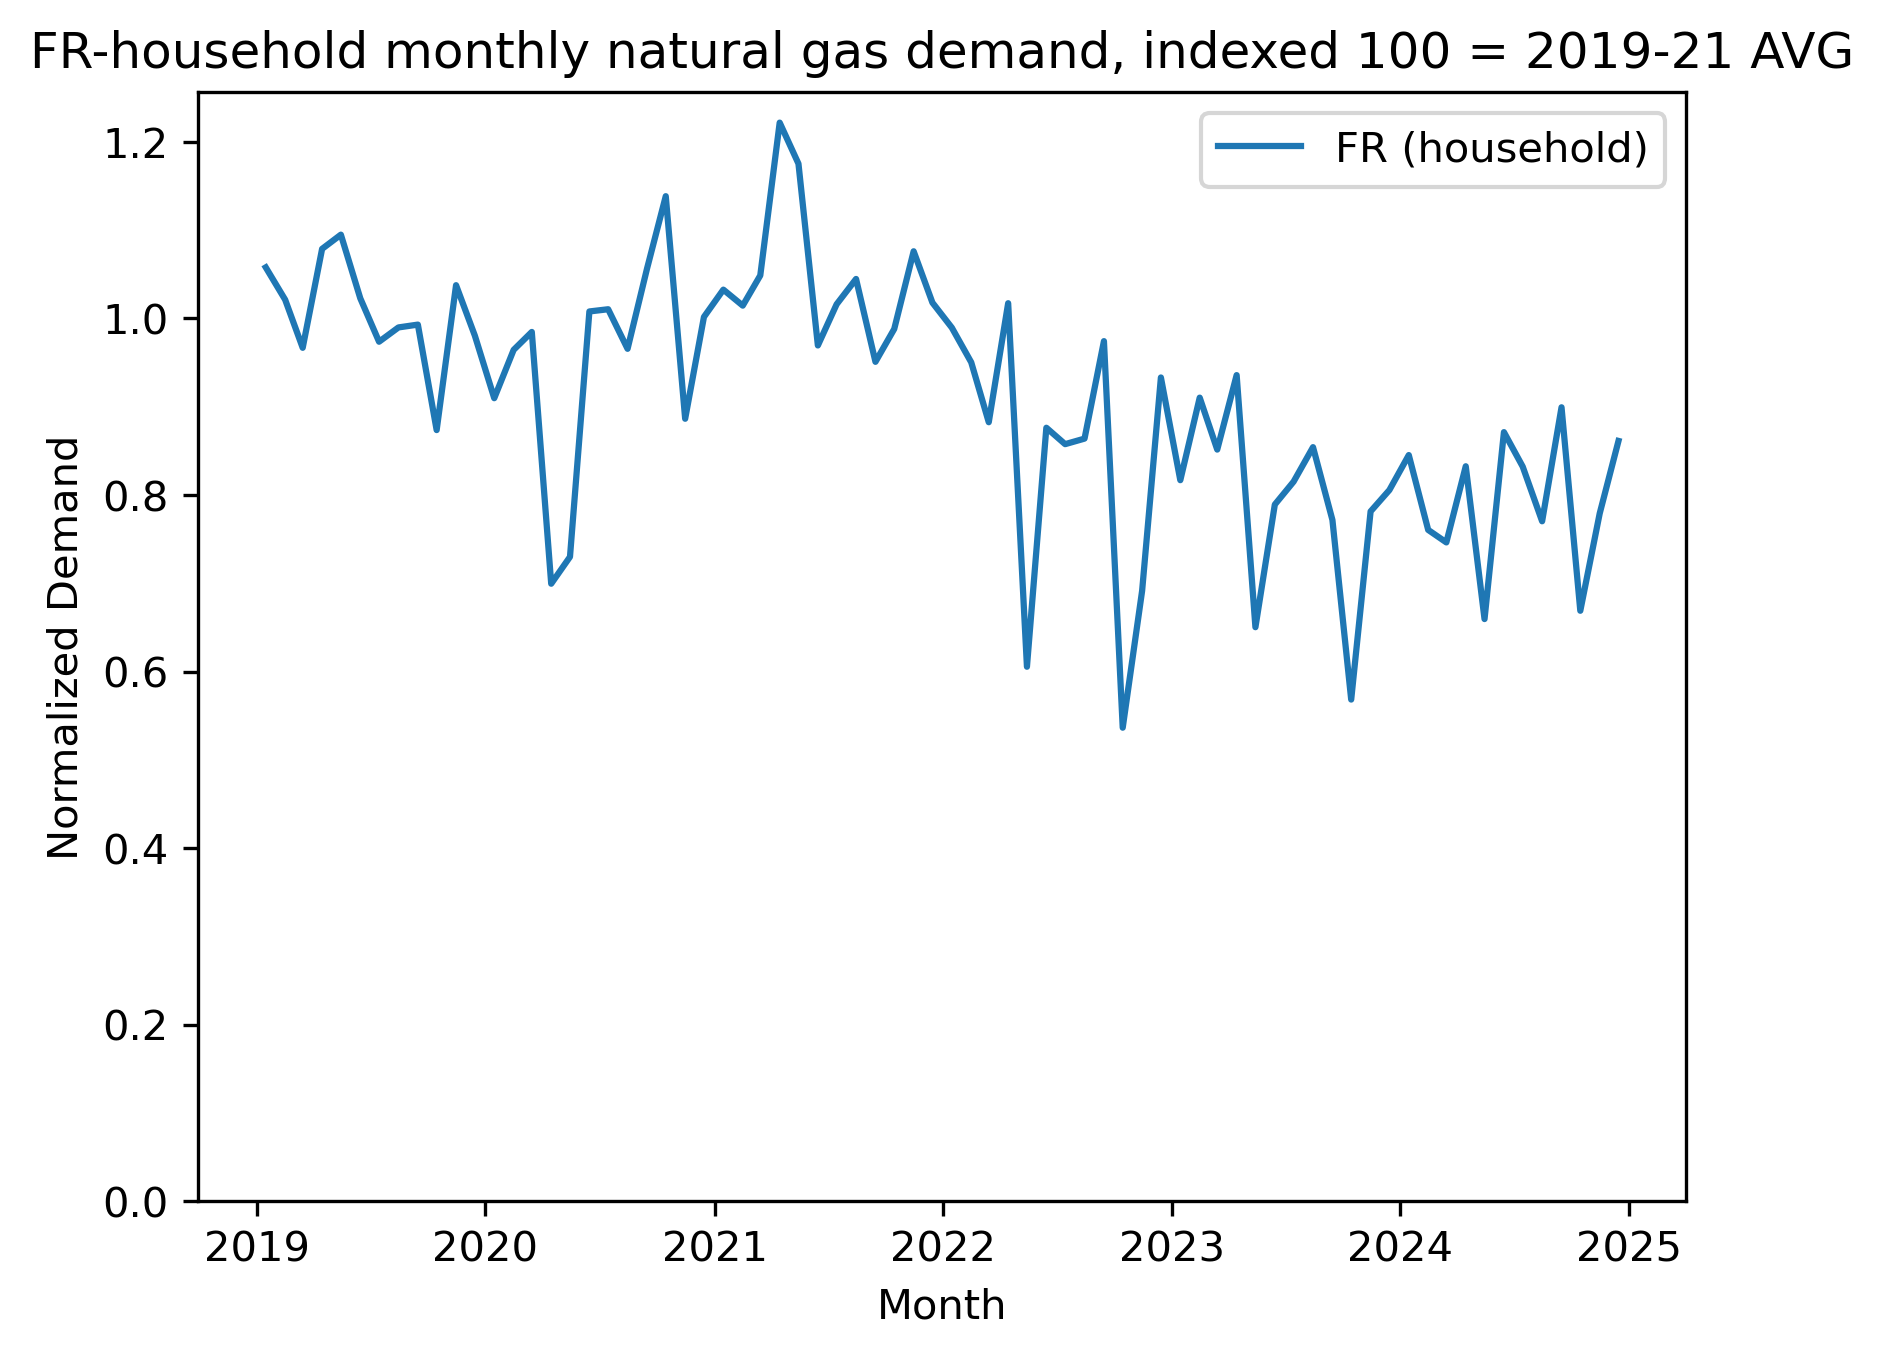 FR-household monthly natural gas demand, indexed 100 = 2019-21 AVG
FR (household)
Normalized Demand
1.2
1.0
0.8
0.6
0.4
0.2
0.0
2019 2020 2021 2022 2023 2024 2025
Month